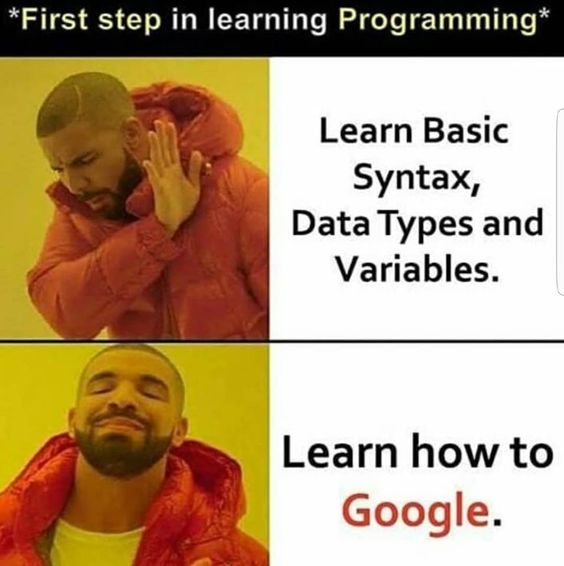 *First step in learning Programming*
Learn Basic
Syntax,
Data Types and
Variables.
Learn how to
Google.